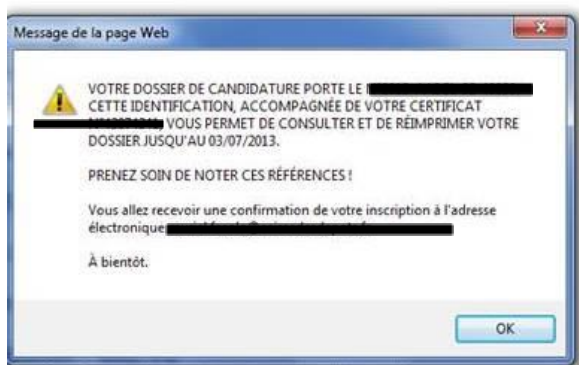 Message de la page Web
VOTRE DOSSIER DE CANDIDATURE PORTE LE
CETTE IDENTIFICATION, ACCOMPAGNÉE DE VOTRE CERTIFICAT
VOUS PERMET DE CONSULTER ET DE RÉIMPRIMER VOTRE
DOSSIER JUSQU'AU 03/07/2013.
PRENEZ SOIN DE NOTER CES RÉFÉRENCES !
Vous allez recevoir une confirmation de votre inscription à l'adresse
électronique
À bientôt.
OK